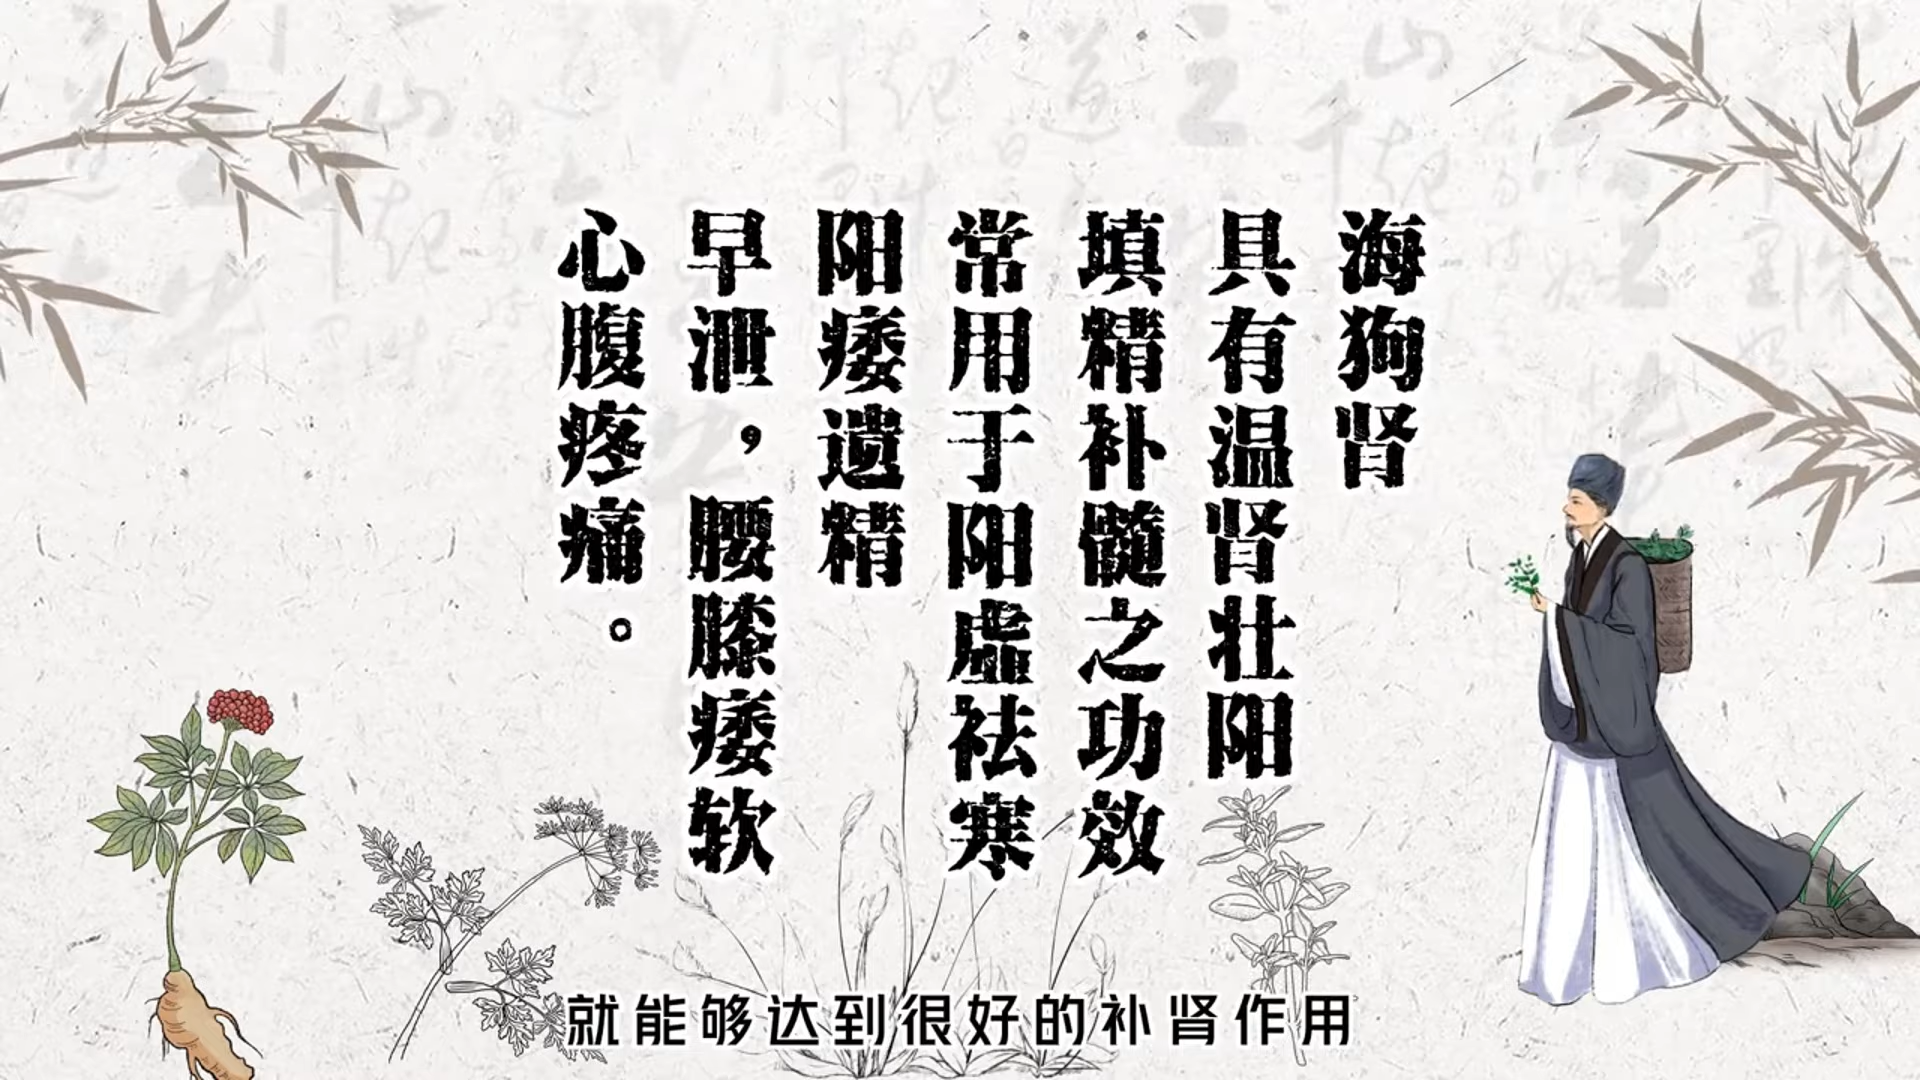 海狗肾
具有温肾壮阳
填精补髓之功效
常用于阳虚祛寒
阳痿遗精
早泄，腰膝痿软
心腹疼痛。
就能够达到很好的补肾作用